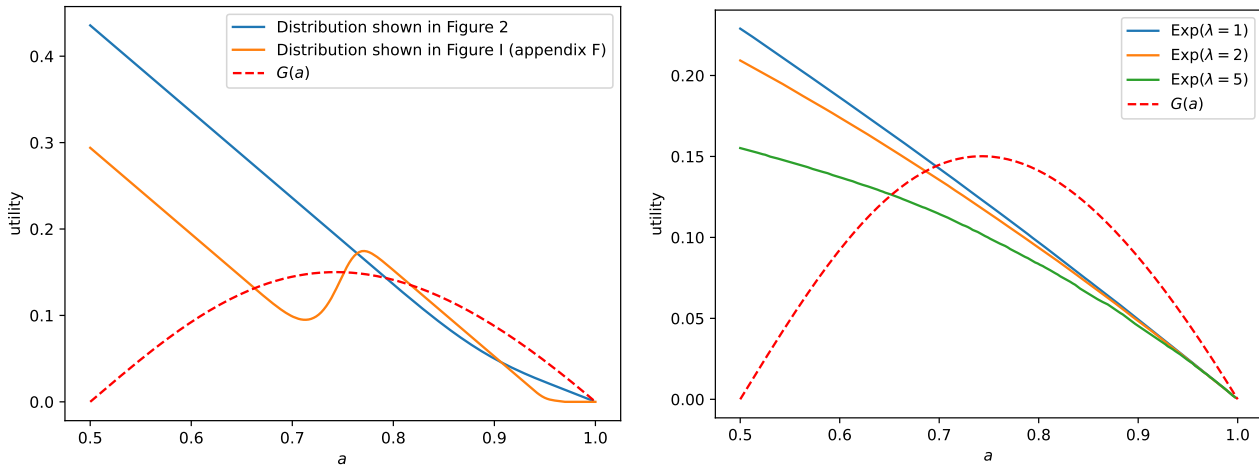 Distribution shown in Figure 2
Distribution shown in Figure I (appendix F)
G(a)
utility
0.4
0.3
0.2
0.1
0.0
0.5 0.6 0.7 0.8 0.9 1.0
a
Exp(λ = 1)
Exp(λ = 2)
Exp(λ = 5)
G(a)
utility
0.20
0.15
0.10
0.05
0.00
0.5 0.6 0.7 0.8 0.9 1.0
a